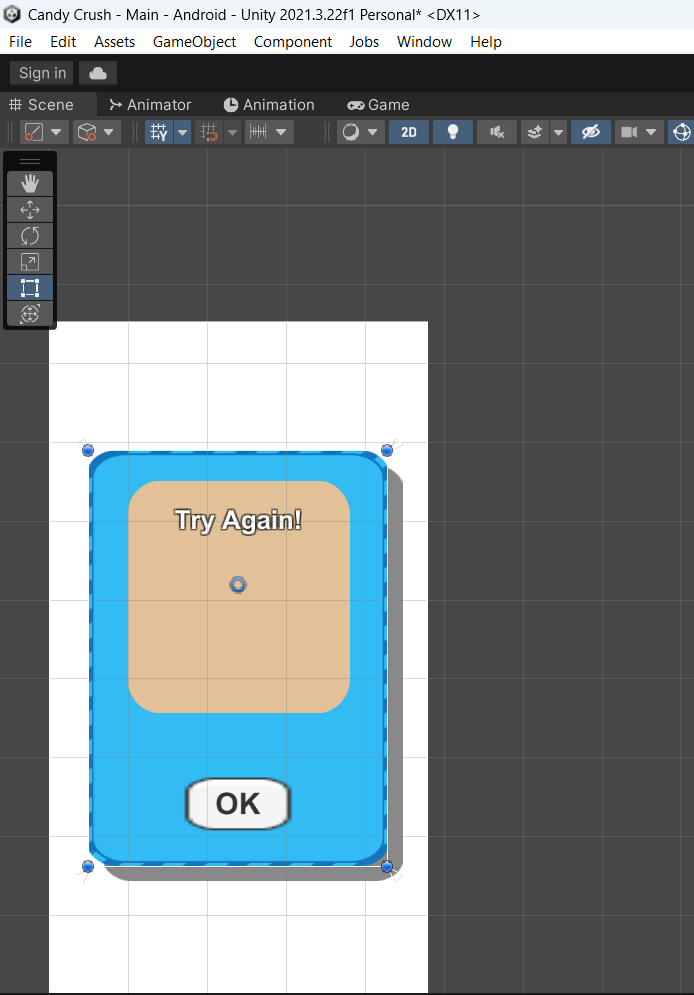 Candy Crush - Main - Android - Unity 2021.3.22f1 Personal* <DX11>
File Edit Assets GameObject Component Jobs Window Help
Sign in
Scene Animator Animation Game
2D
Try Again!
OK